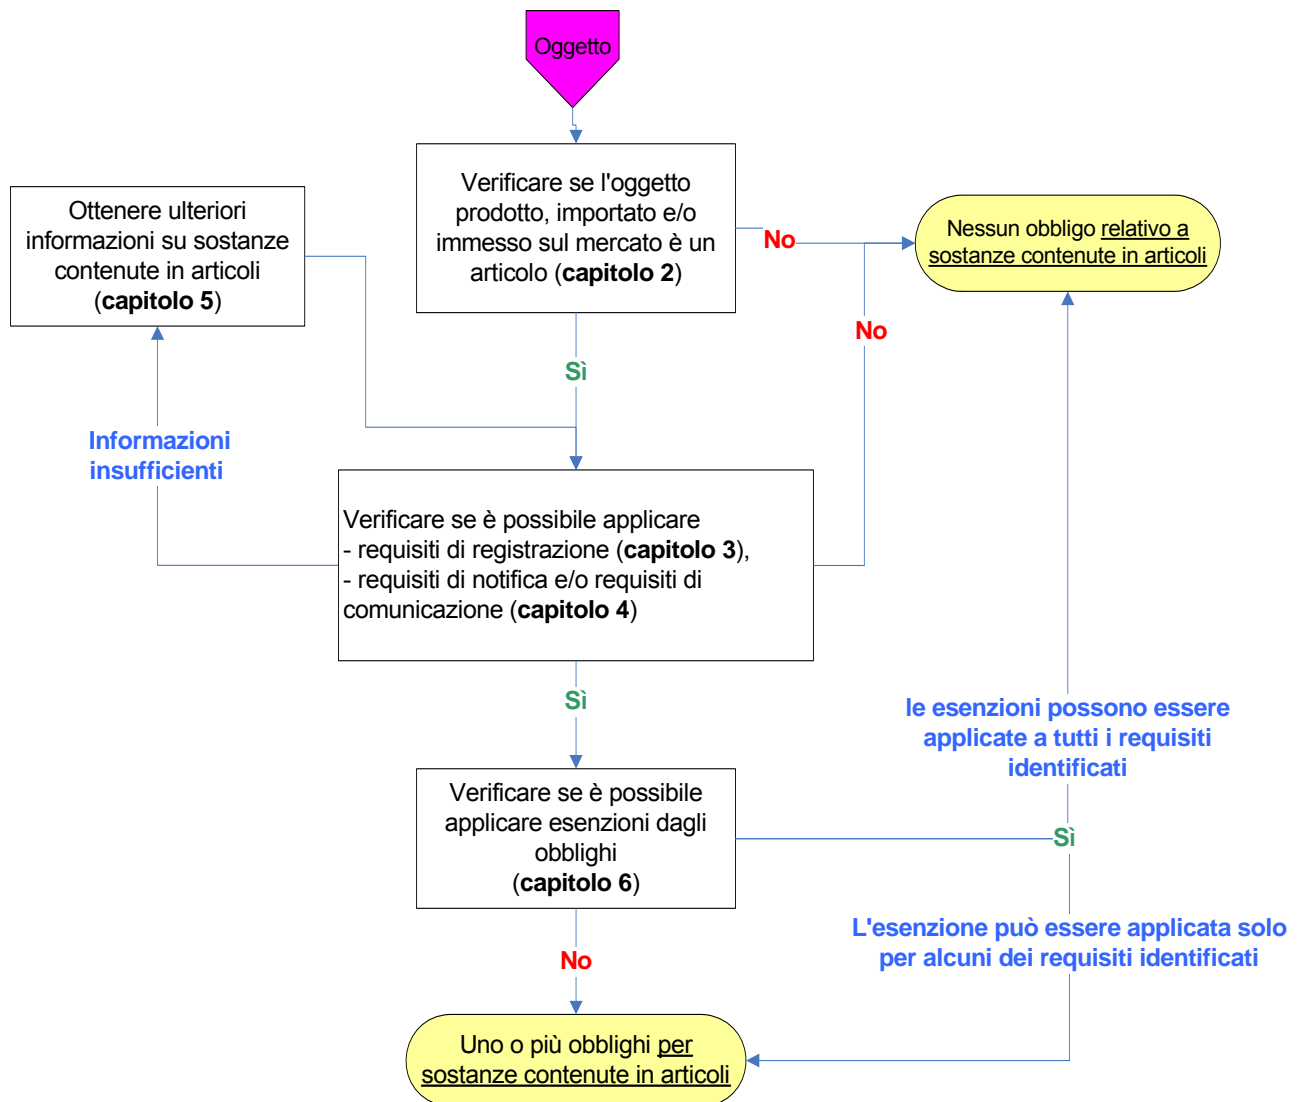 Oggetto
Verificare se l'oggetto
prodotto, importato e/o
immesso sul mercato è un
articolo (capitolo 2)
Ottenere ulteriori
informazioni su sostanze
contenute in articoli
(capitolo 5)
No
Nessun obbligo relativo a
sostanze contenute in articoli
No
Sì
Informazioni
insufficienti
Verificare se è possibile applicare
- requisiti di registrazione (capitolo 3),
- requisiti di notifica e/o requisiti di
comunicazione (capitolo 4)
Sì
le esenzioni possono essere
applicate a tutti i requisiti
identificati
Verificare se è possibile
applicare esenzioni dagli
obblighi
(capitolo 6)
Sì
L'esenzione può essere applicata solo
per alcuni dei requisiti identificati
No
Uno o più obblighi per
sostanze contenute in articoli